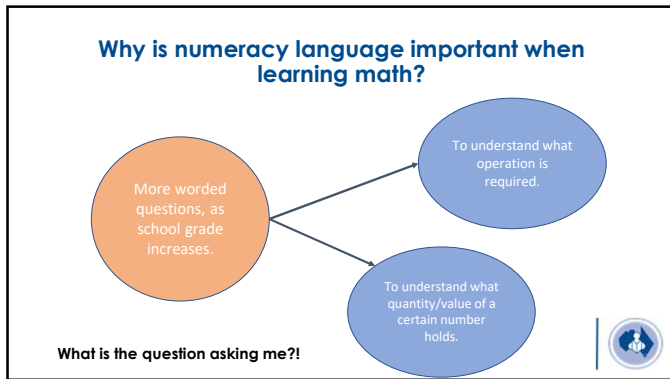 Why is numeracy language important when
learning math?
More worded
questions, as
school grade
increases.
To understand what
operation is
required.
To understand what
quantity/value of a
certain number
holds.
What is the question asking me?!